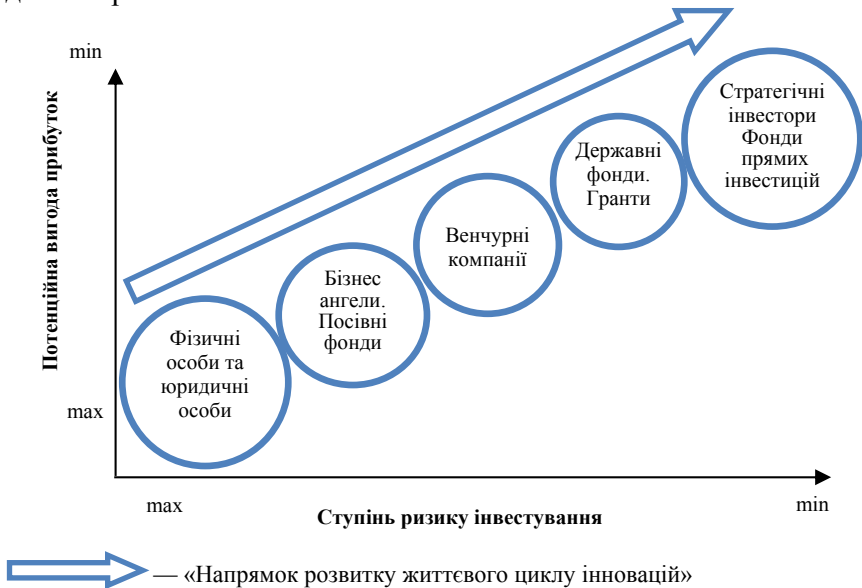 min
Потенційна вигода прибуток
max
Стратегічні
інвестори
Фонди
прямих
інвестицій
Державні
фонди.
Гранти
Венчурні
компанії
Бізнес
ангели.
Посівні
фонди
Фізичні
особи та
юридичні
особи
max
Ступінь ризику інвестування
min
— «Напрямок розвитку життєвого циклу інновацій»